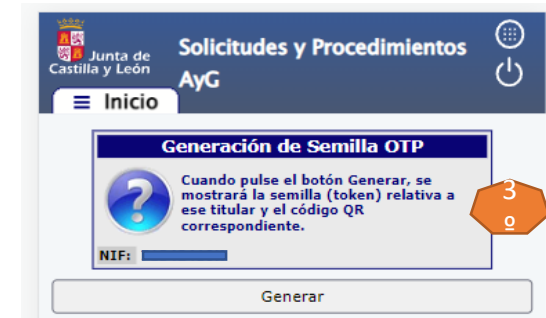 Junta de
Castilla y León
Solicitudes y Procedimientos
AyG
≡ Inicio
Generación de Semilla OTP
Cuando pulse el botón Generar, se
mostrará la semilla (token) relativa a
ese titular y el código QR
correspondiente.
3
º
NIF:
Generar